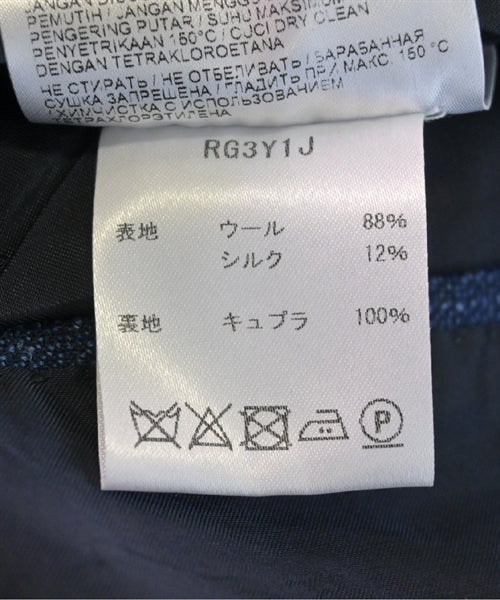 PEMUTIH / JANGAN MENGGUNAKAN
PENGERING PUTAR / SUHU MAKSIMUM
PENYETRIKAAN 150°C / CUCI DRY CLEAN
DENGAN TETRAKLOROETANA
НЕ СТИРАТЬ / НЕ ОТБЕЛИВАТЬ / БАРАБАННАЯ
СУШКА ЗАПРЕЩЕНА / ГЛАДИТЬ ПРИ МАКС. 150 °C
/ ХИМЧИСТКА С ИСПОЛЬЗОВАНИЕМ
ТЕТРАХЛОРЭТИЛЕНА
RG3Y1J
表地 ウール 88%
シルク 12%
裏地 キュプラ 100%
P